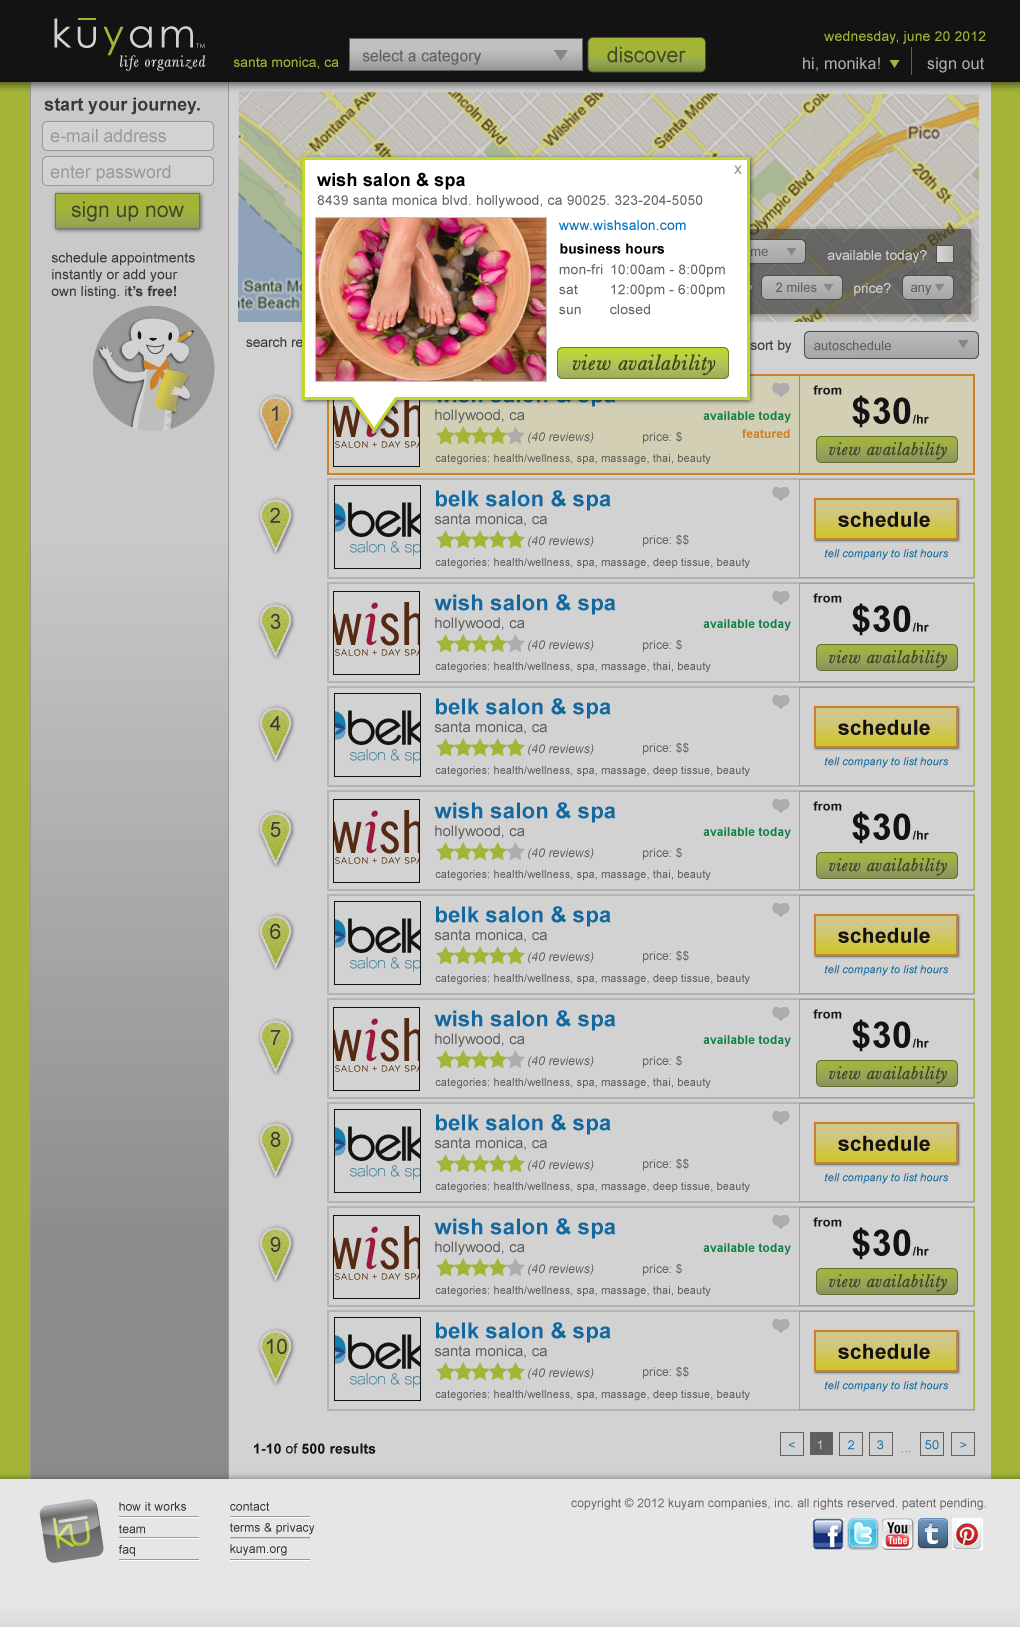 kūyam™
life organized
santa monica, ca
select a category
discover
wednesday, june 20 2012
hi, monika!
sign out
start your journey.
e-mail address
enter password
sign up now
schedule appointments
instantly or add your
own listing. it's free!
Montana Ave
4th
Lincoln Blvd
Wilshire Blv
Santa Moni
Colo
Pico
20th St
Olympic Blvd
Pico Blvd
Santa Mo
te Beach
Blvd
wish salon & spa
x
8439 santa monica blvd. hollywood, ca 90025. 323-204-5050
www.wishsalon.com
business hours
mon-fri 10:00am - 8:00pm
sat 12:00pm - 6:00pm
sun closed
view availability
me
available today?
2 miles
price?
any
search re
sort by
autoschedule
1
wish
SALON + DAY SPA
wish salon & spa
hollywood, ca
available today
(40 reviews)
price: $
featured
categories: health/wellness, spa, massage, thai, beauty
from
$30/hr
view availability
2
belk
salon & sp
belk salon & spa
santa monica, ca
(40 reviews)
price: $$
categories: health/wellness, spa, massage, deep tissue, beauty
schedule
tell company to list hours
3
wish
SALON + DAY SPA
wish salon & spa
hollywood, ca
available today
(40 reviews)
price: $
categories: health/wellness, spa, massage, thai, beauty
from
$30/hr
view availability
4
belk
salon & sp
belk salon & spa
santa monica, ca
(40 reviews)
price: $$
categories: health/wellness, spa, massage, deep tissue, beauty
schedule
tell company to list hours
5
wish
SALON + DAY SPA
wish salon & spa
hollywood, ca
available today
(40 reviews)
price: $
categories: health/wellness, spa, massage, thai, beauty
from
$30/hr
view availability
6
belk
salon & sp
belk salon & spa
santa monica, ca
(40 reviews)
price: $$
categories: health/wellness, spa, massage, deep tissue, beauty
schedule
tell company to list hours
7
wish
SALON + DAY SPA
wish salon & spa
hollywood, ca
available today
(40 reviews)
price: $
categories: health/wellness, spa, massage, thai, beauty
from
$30/hr
view availability
8
belk
salon & sp
belk salon & spa
santa monica, ca
(40 reviews)
price: $$
categories: health/wellness, spa, massage, deep tissue, beauty
schedule
tell company to list hours
9
wish
SALON + DAY SPA
wish salon & spa
hollywood, ca
available today
(40 reviews)
price: $
categories: health/wellness, spa, massage, thai, beauty
from
$30/hr
view availability
10
belk
salon & sp
belk salon & spa
santa monica, ca
(40 reviews)
price: $$
categories: health/wellness, spa, massage, deep tissue, beauty
schedule
tell company to list hours
1-10 of 500 results
< 1 2 3 ... 50 >
kū
how it works
team
faq
contact
terms & privacy
kuyam.org
copyright © 2012 kuyam companies, inc. all rights reserved. patent pending.
f
t
You
Tube
t
p